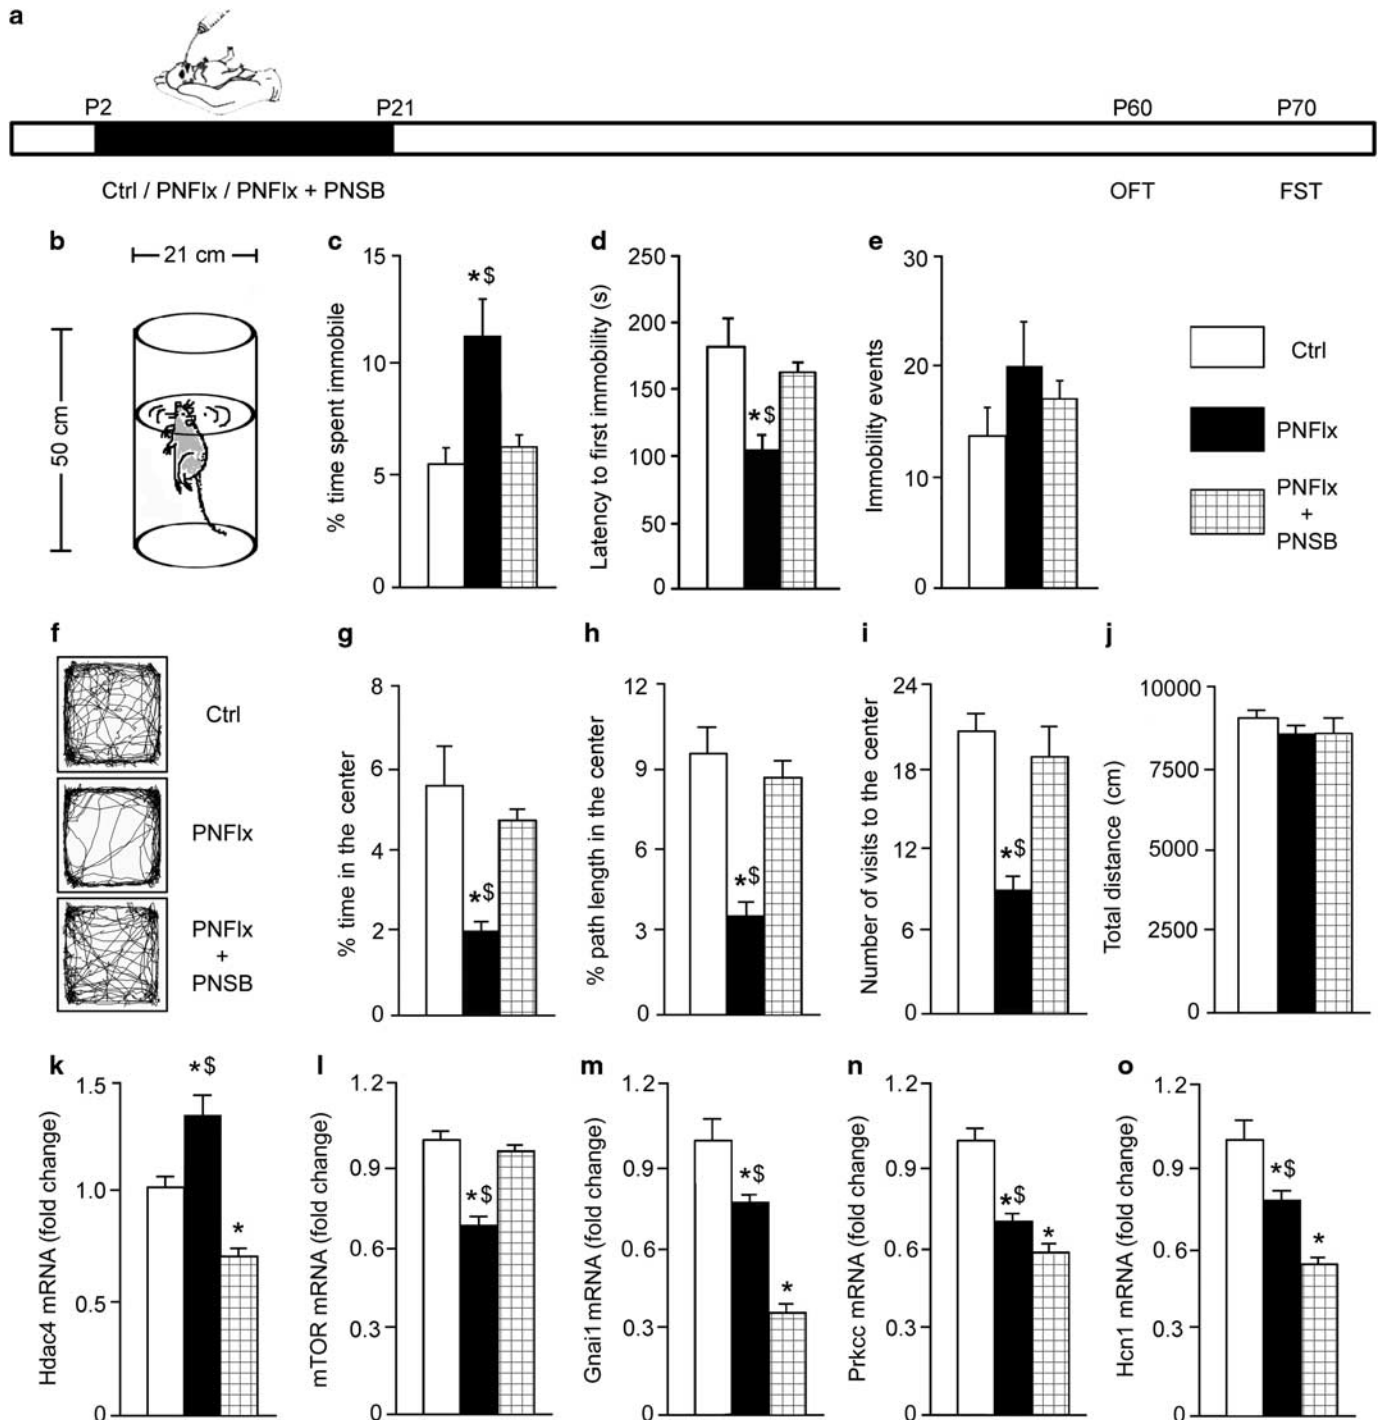 a
P2
P21
P60
P70
Ctrl / PNFlx / PNFlx + PNSB
OFT
FST
b
21 cm
50 cm
c
% time spent immobile
15
*$
10
5
0
d
Latency to first immobility (s)
250
200
150
*$
100
50
0
e
Immobility events
30
20
10
0
Ctrl
PNFlx
PNFlx
+
PNSB
f
Ctrl
PNFlx
PNFlx
+
PNSB
g
% time in the center
8
6
4
*$
2
0
h
% path length in the center
12
9
6
*$
3
0
i
Number of visits to the center
24
18
12
*$
6
0
j
Total distance (cm)
10000
7500
5000
2500
0
k
Hdac4 mRNA (fold change)
*$
1.5
1.0
*
0.5
0
l
mTOR mRNA (fold change)
1.2
0.9
*$
0.6
0.3
0
m
Gnai1 mRNA (fold change)
1.2
0.9
*$
0.6
*
0.3
0
n
Prkcc mRNA (fold change)
1.2
0.9
*$
*
0.6
0.3
0
o
Hcn1 mRNA (fold change)
1.2
0.9
*$
0.6
*
0.3
0